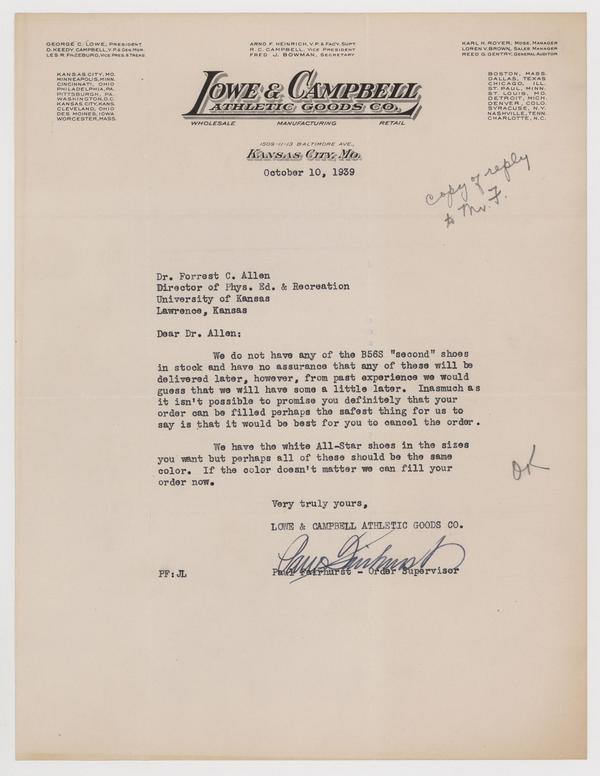 GEORGE C. LOWE, PRESIDENT
D. KEEDY CAMPBELL, V. P. & GEN. MGR.
LES R. FHZEBURG, VICE PRES. & TREAS.
ARNO F. HEINRICH, V. P. & FACY. SUPT.
R. C. CAMPBELL, VICE PRESIDENT
FRED J. BOWMAN, SECRETARY
KARL H. ROYER, MDSE. MANAGER
LOREN V. BROWN, SALES MANAGER
REED G. GENTRY, GENERAL AUDITOR
KANSAS CITY, MO.
MINNEAPOLIS, MINN.
CINCINNATI, OHIO
PHILADELPHIA, PA.
PITTSBURGH, PA.
WASHINGTON, D.C.
KANSAS CITY, KANS.
CLEVELAND, OHIO
DES MOINES, IOWA
WORCESTER, MASS.
LOWE & CAMPBELL
ATHLETIC GOODS CO.
WHOLESALE MANUFACTURING RETAIL
1509-11-13 BALTIMORE AVE.,
KANSAS CITY, MO.
BOSTON, MASS.
DALLAS, TEXAS
CHICAGO, ILL.
ST. PAUL, MINN.
ST. LOUIS, MO.
DETROIT, MICH.
DENVER, COLO.
SYRACUSE, N.Y.
NASHVILLE, TENN.
CHARLOTTE, N.C.
October 10, 1939
copy of reply
to Mr. F.
Dr. Forrest C. Allen
Director of Phys. Ed. & Recreation
University of Kansas
Lawrence, Kansas
Dear Dr. Allen:
We do not have any of the B56S "second" shoes
in stock and have no assurance that any of these will be
delivered later, however, from past experience we would
guess that we will have some a little later. Inasmuch as
it isn't possible to promise you definitely that your
order can be filled perhaps the safest thing for us to
say is that it would be best for you to cancel the order.
We have the white All-Star shoes in the sizes
you want but perhaps all of these should be the same
color. If the color doesn't matter we can fill your
order now.
OK
Very truly yours,
LOWE & CAMPBELL ATHLETIC GOODS CO.
Paul Fairhurst
PF:JL Paul Fairhurst - Order Supervisor